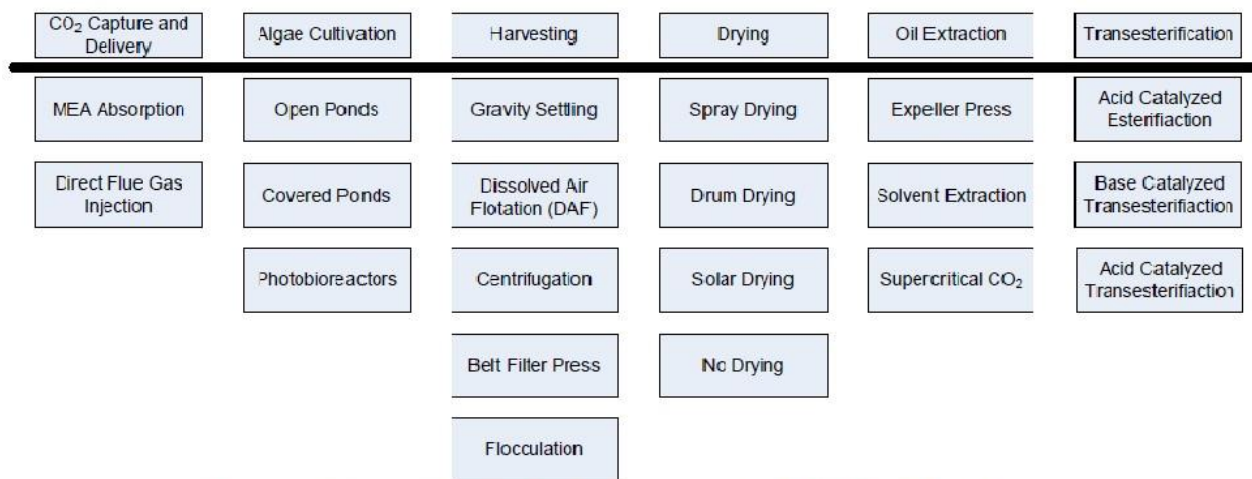 CO2 Capture and
Delivery
Algae Cultivation
Harvesting
Drying
Oil Extraction
Transesterification
MEA Absorption
Open Ponds
Gravity Settling
Spray Drying
Expeller Press
Acid Catalyzed
Esterifiaction
Direct Flue Gas
Injection
Covered Ponds
Dissolved Air
Flotation (DAF)
Drum Drying
Solvent Extraction
Base Catalyzed
Transesterifiaction
Photobioreactors
Centrifugation
Solar Drying
Supercritical CO2
Acid Catalyzed
Transesterifiaction
Belt Filter Press
No Drying
Flocculation